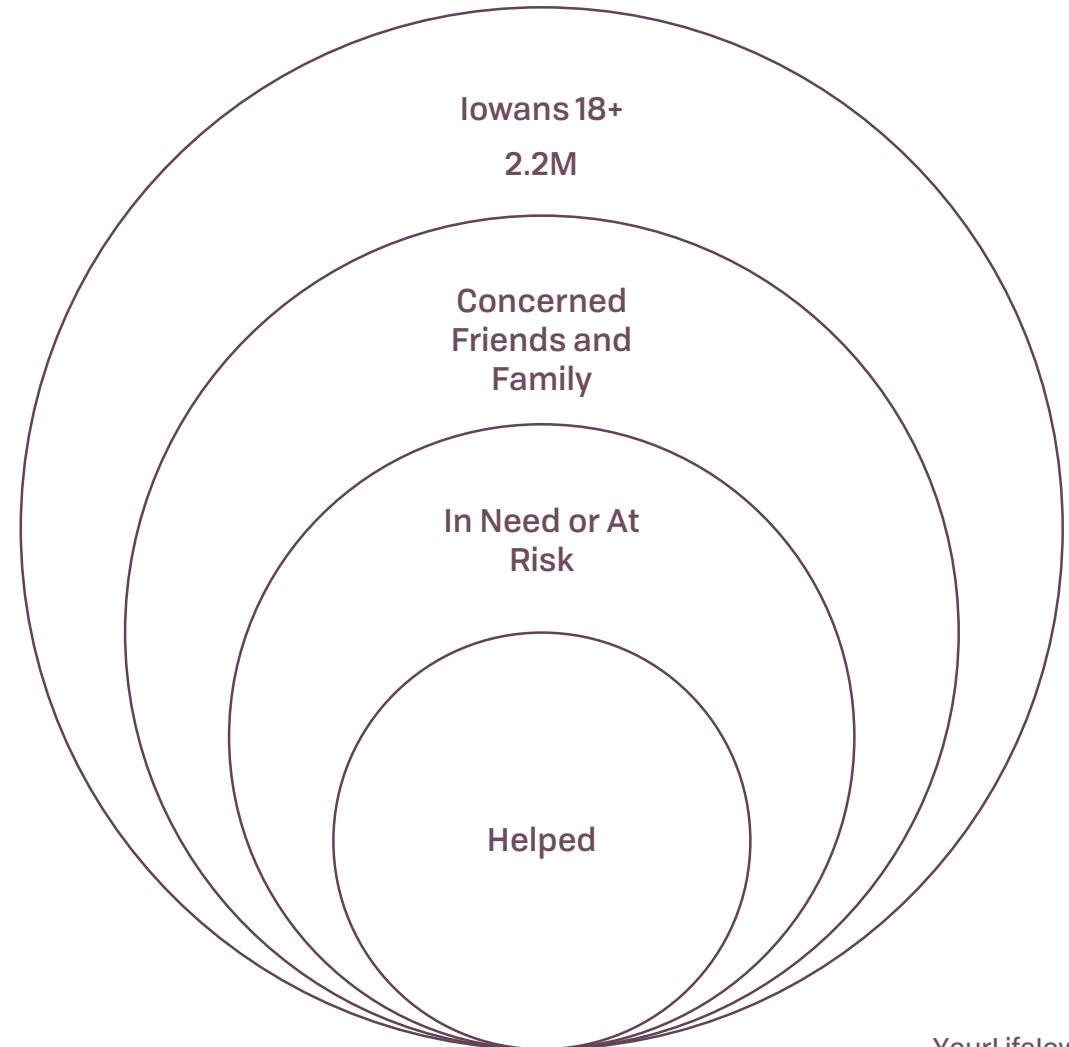 Iowans 18+
2.2M
Concerned
Friends and
Family
In Need or At
Risk
Helped